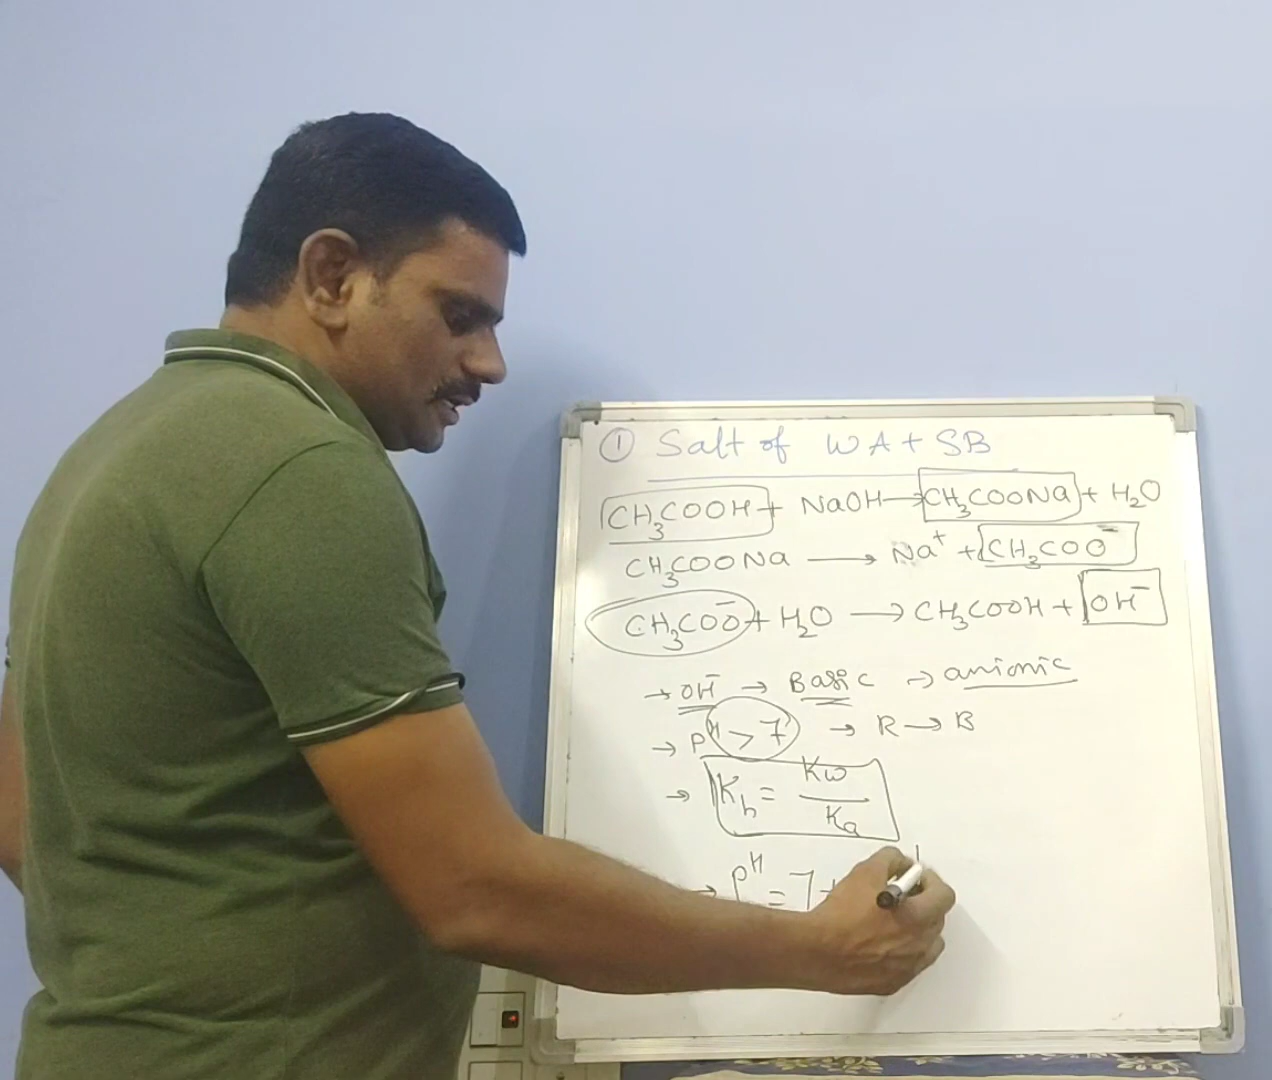 ① Salt of WA + SB
CH₃COOH + NaOH → CH₃COONa + H₂O
CH₃COONa → Na⁺ + CH₃COO⁻
CH₃COO⁻ + H₂O → CH₃COOH + OH⁻
→ OH⁻ → Basic → anionic
→ Pᴴ > 7 → R → B
→ Kh = Kw / Ka
→ Pᴴ = 7 +